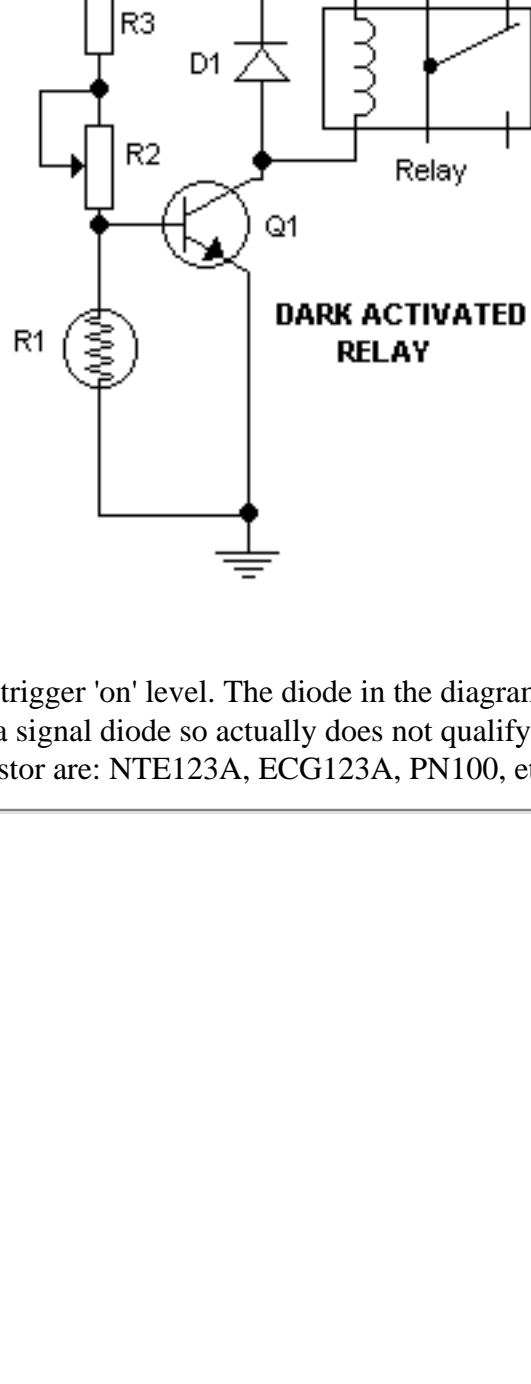 R3
D1
R2
Relay
Q1
DARK ACTIVATED
RELAY
R1
trigger 'on' level. The diode in the diagram
a signal diode so actually does not qualify
stor are: NTE123A, ECG123A, PN100, et